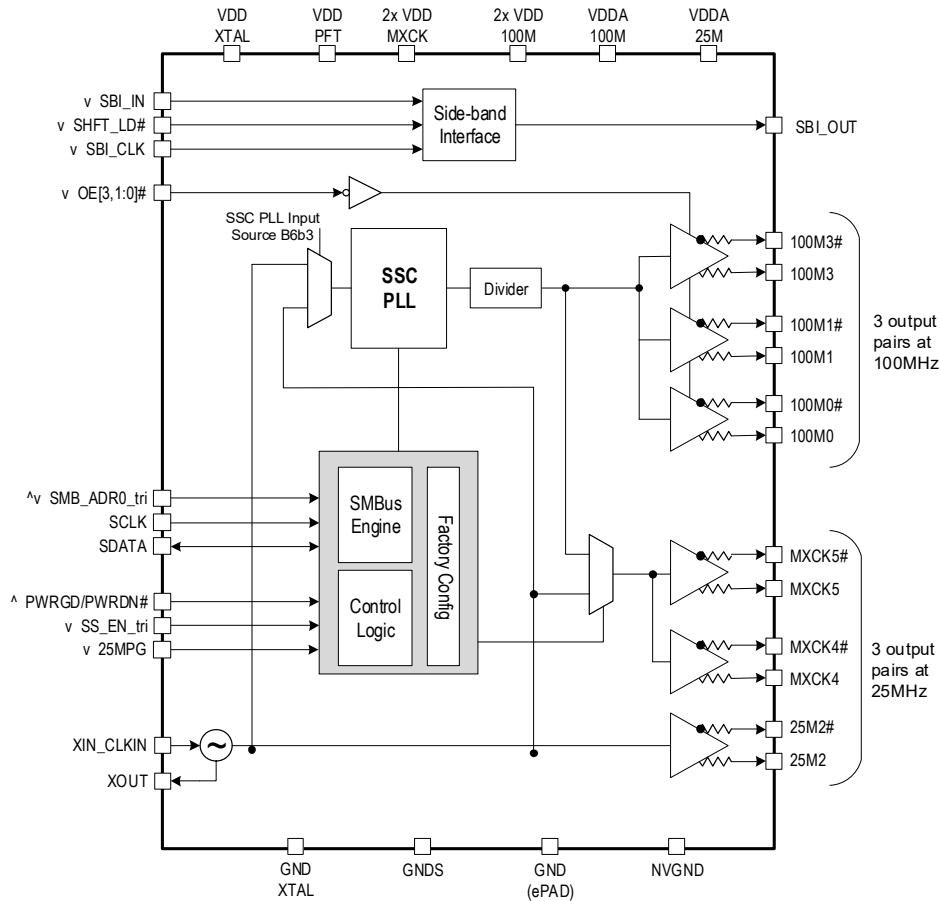 VDD
XTAL
VDD
PFT
2x VDD
MXCK
2x VDD
100M
VDDA
100M
VDDA
25M
v SBI_IN
v SHFT_LD#
v SBI_CLK
Side-band
Interface
SBI_OUT
v OE[3,1:0]#
SSC PLL Input
Source B6b3
SSC
PLL
Divider
100M3#
100M3
100M1#
100M1
100M0#
100M0
3 output
pairs at
100MHz
^v SMB_ADR0_tri
SCLK
SDATA
^ PWRGD/PWRDN#
v SS_EN_tri
v 25MPG
SMBus
Engine
Control
Logic
Factory Config
MXCK5#
MXCK5
MXCK4#
MXCK4
25M2#
25M2
3 output
pairs at
25MHz
XIN_CLKIN
~
XOUT
GND
XTAL
GNDS
GND
(ePAD)
NVGND